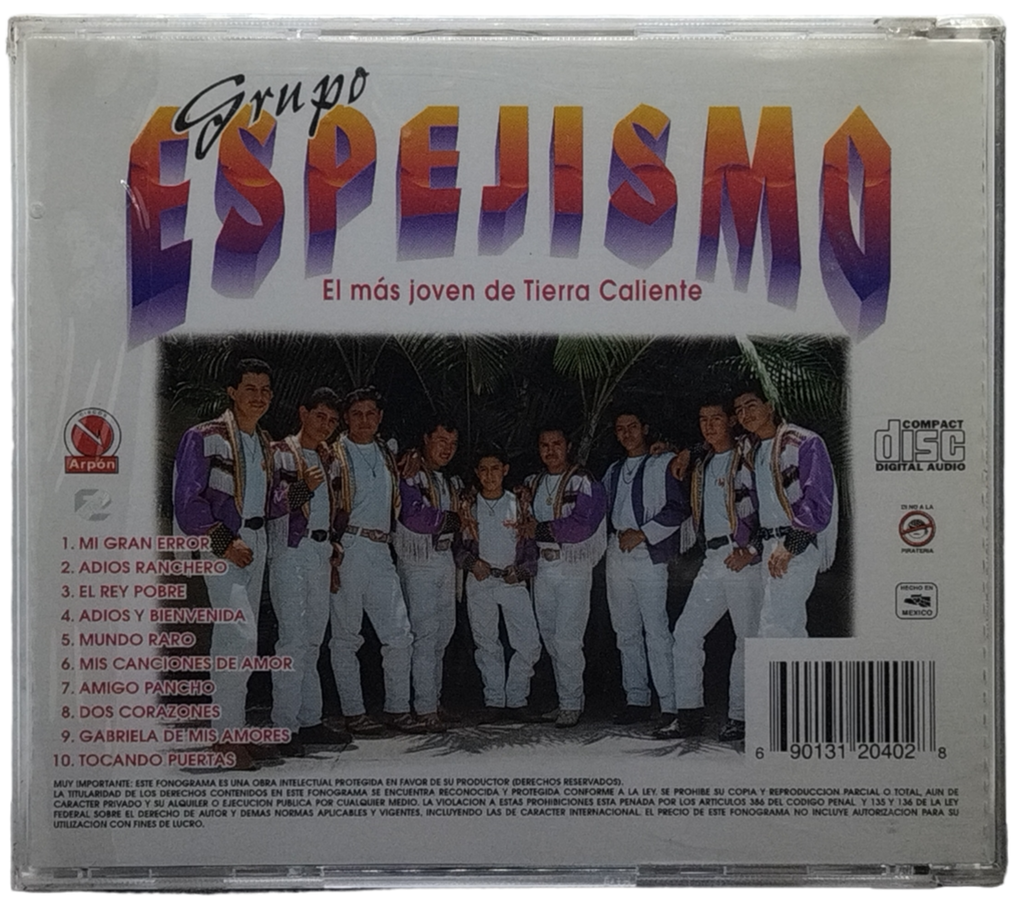 Grupo
ESPEJISMO
El más joven de Tierra Caliente
DISCOS
Arpón
COMPACT
disc
DIGITAL AUDIO
DI NO A LA
PIRATERIA
HECHO EN
MEXICO
1. MI GRAN ERROR
2. ADIOS RANCHERO
3. EL REY POBRE
4. ADIOS Y BIENVENIDA
5. MUNDO RARO
6. MIS CANCIONES DE AMOR
7. AMIGO PANCHO
8. DOS CORAZONES
9. GABRIELA DE MIS AMORES
10. TOCANDO PUERTAS
6 90131 20402 8
MUY IMPORTANTE: ESTE FONOGRAMA ES UNA OBRA INTELECTUAL PROTEGIDA EN FAVOR DE SU PRODUCTOR (DERECHOS RESERVADOS).
LA TITULARIDAD DE LOS DERECHOS CONTENIDOS EN ESTE FONOGRAMA SE ENCUENTRA RECONOCIDA Y PROTEGIDA CONFORME A LA LEY. SE PROHIBE SU COPIA Y REPRODUCCION PARCIAL O TOTAL, AUN DE
CARACTER PRIVADO Y SU ALQUILER O EJECUCION PUBLICA POR CUALQUIER MEDIO. LA VIOLACION A ESTAS PROHIBICIONES ESTA PENADA POR LOS ARTICULOS 386 DEL CODIGO PENAL Y 135 Y 136 DE LA LEY
FEDERAL SOBRE EL DERECHO DE AUTOR Y DEMAS NORMAS APLICABLES Y VIGENTES, INCLUYENDO LAS DE CARACTER INTERNACIONAL. EL PRECIO DE ESTE FONOGRAMA NO INCLUYE AUTORIZACION PARA SU
UTILIZACION CON FINES DE LUCRO.